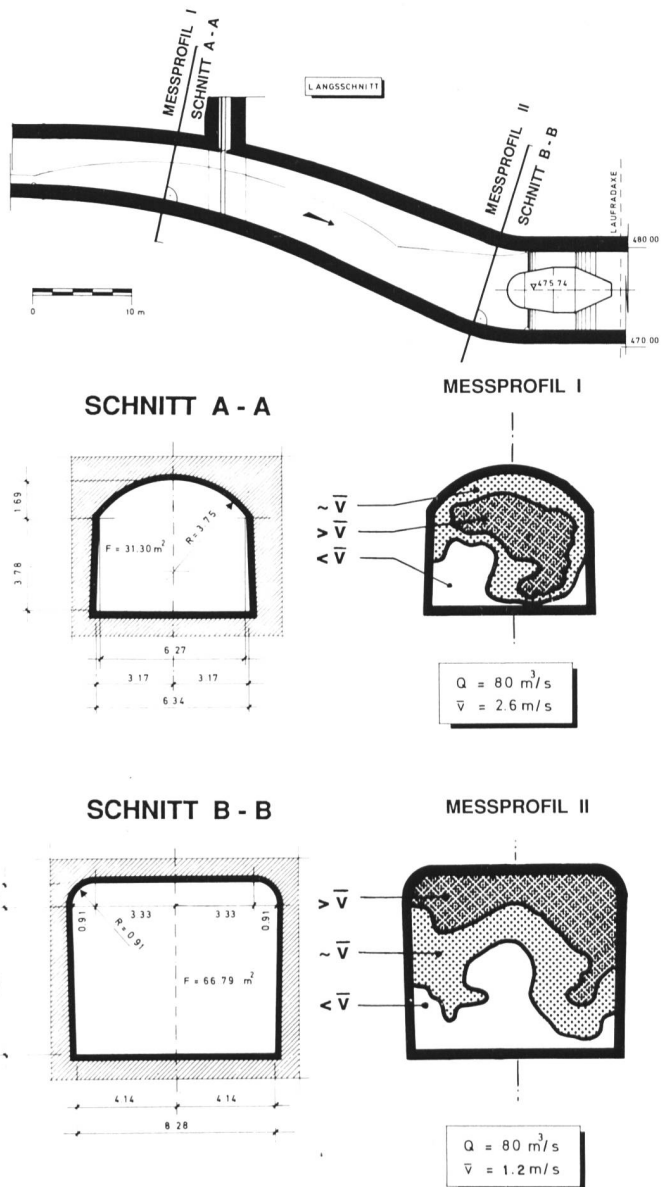 MESSPROFIL I
SCHNITT A - A
LÄNGSSCHNITT
MESSPROFIL II
SCHNITT B - B
LAUFRADAXE
480 00
475 74
470 00
0 10 m
SCHNITT A - A
MESSPROFIL I
1 69
3 78
F = 31.30 m²
R = 3.75
6 27
3 17 3 17
6 34
~ v̅
> v̅
< v̅
Q = 80 m³/s
v̅ = 2.6 m/s
SCHNITT B - B
MESSPROFIL II
0 91 3 33 3 33 0 91
R = 0.91
F = 66 79 m²
4 14 4 14
8 28
> v̅
~ v̅
< v̅
Q = 80 m³/s
v̅ = 1.2 m/s